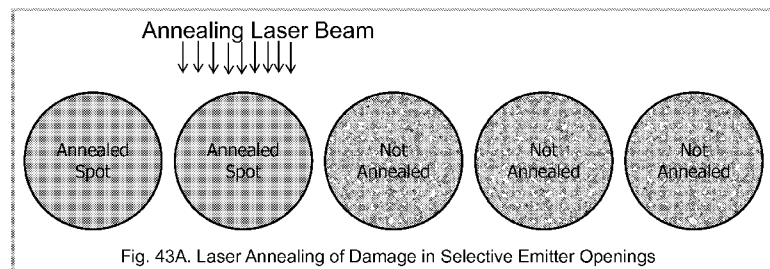 Annealing Laser Beam
Annealed
Spot
Annealed
Spot
Not
Annealed
Not
Annealed
Not
Annealed
Fig. 43A. Laser Annealing of Damage in Selective Emitter Openings